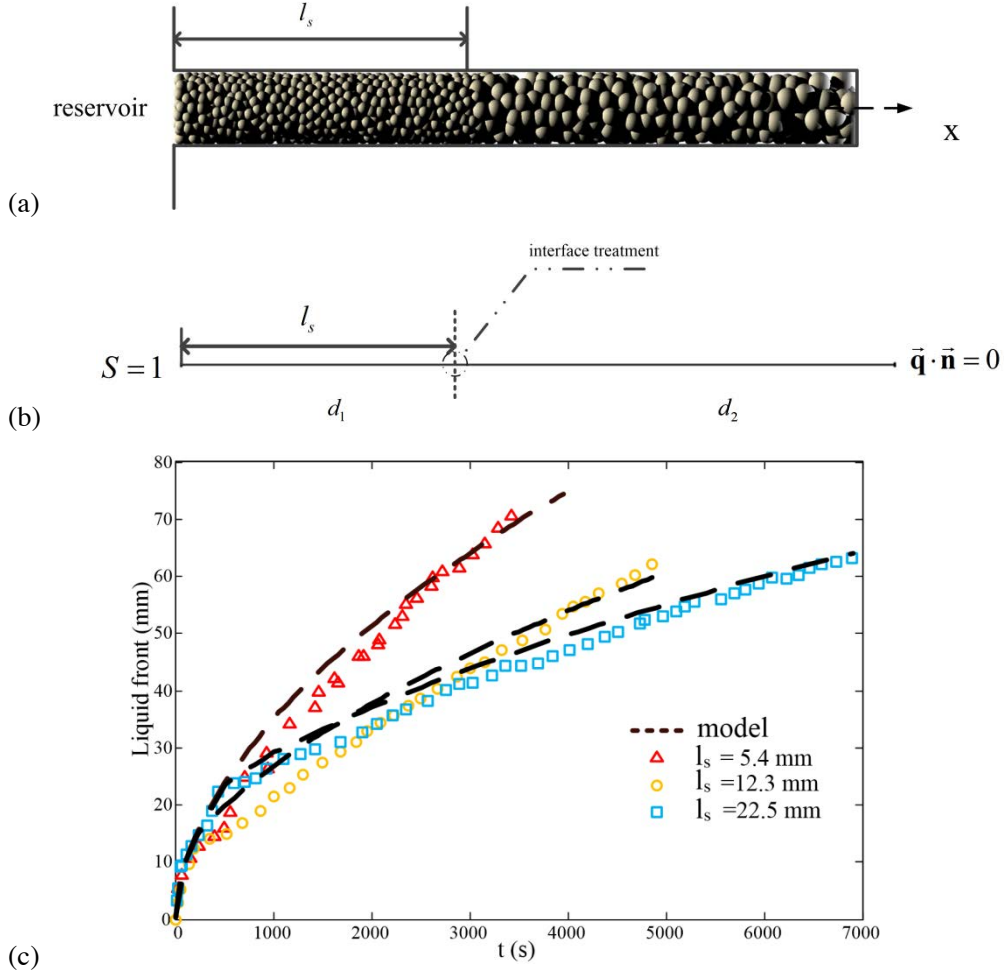 l_s
reservoir
x
(a)
interface treatment
l_s
S = 1
q⃗ · n⃗ = 0
d_1
d_2
(b)
80
70
60
50
40
30
20
10
0
Liquid front (mm)
model
l_s = 5.4 mm
l_s = 12.3 mm
l_s =22.5 mm
0 1000 2000 3000 4000 5000 6000 7000
t (s)
(c)